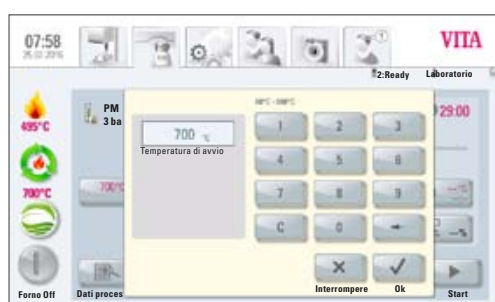 07:58
VITA
2:Ready Laboratorio
PM
3 ba
29:00
495°C
700 °C
Temperatura di avvio
1 2 3
4 5 6
7 8 9
C 0
700°C
700°C
Forno Off
Dati proces
Interrompere
Ok
Start